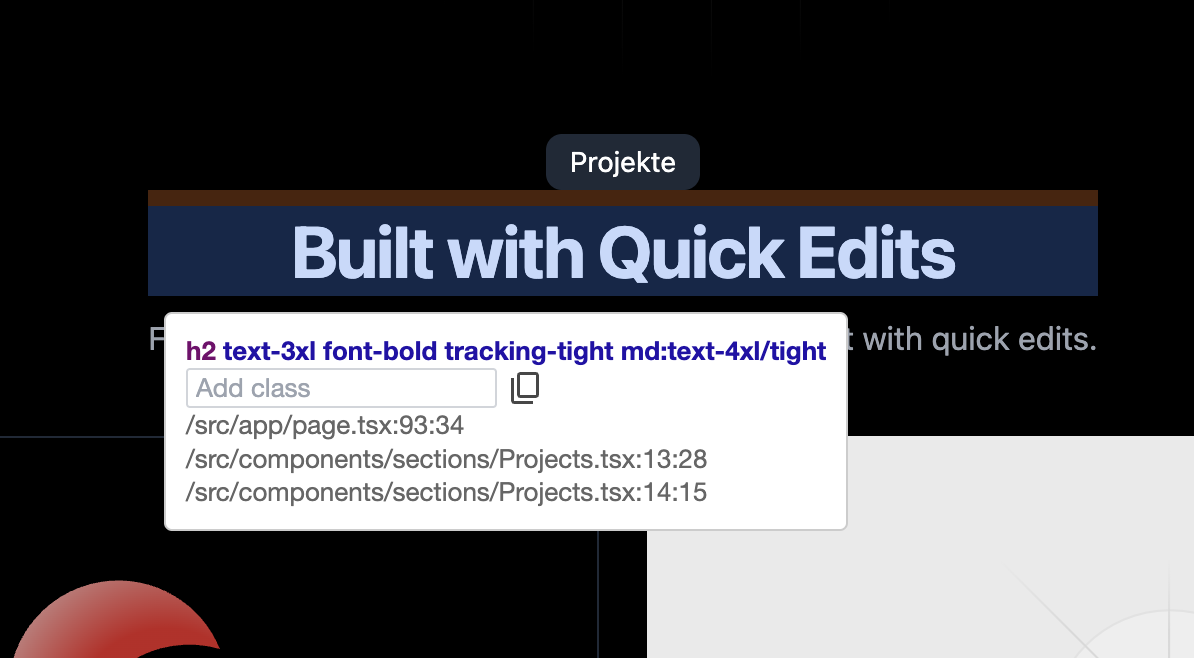 Projekte
Built with Quick Edits
F
t with quick edits.
h2 text-3xl font-bold tracking-tight md:text-4xl/tight
Add class
/src/app/page.tsx:93:34
/src/components/sections/Projects.tsx:13:28
/src/components/sections/Projects.tsx:14:15